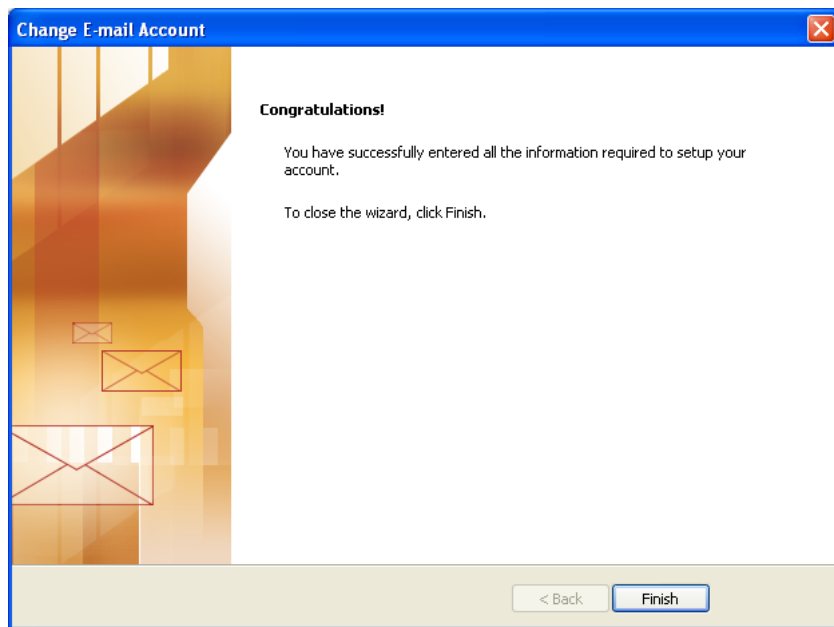 Change E-mail Account
Congratulations!
You have successfully entered all the information required to setup your
account.
To close the wizard, click Finish.
< Back
Finish